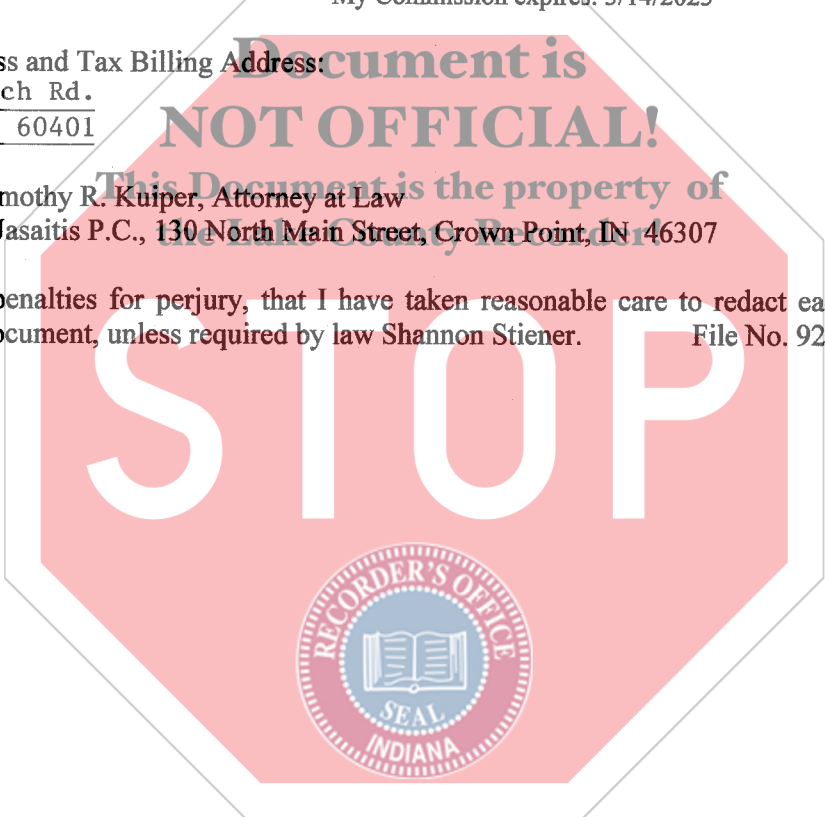 My Commission expires: 3/14/2025
ss and Tax Billing Address:
Document is
ch Rd.
NOT OFFICIAL!
60401
This Document is the property of
mothy R. Kuiper, Attorney at Law
the Lake County Recorder!
Jasaitis P.C., 130 North Main Street, Crown Point, IN 46307
penalties for perjury, that I have taken reasonable care to redact ea
ocument, unless required by law Shannon Stiener. File No. 92
STOP
RECORDER'S OFFICE
SEAL
INDIANA